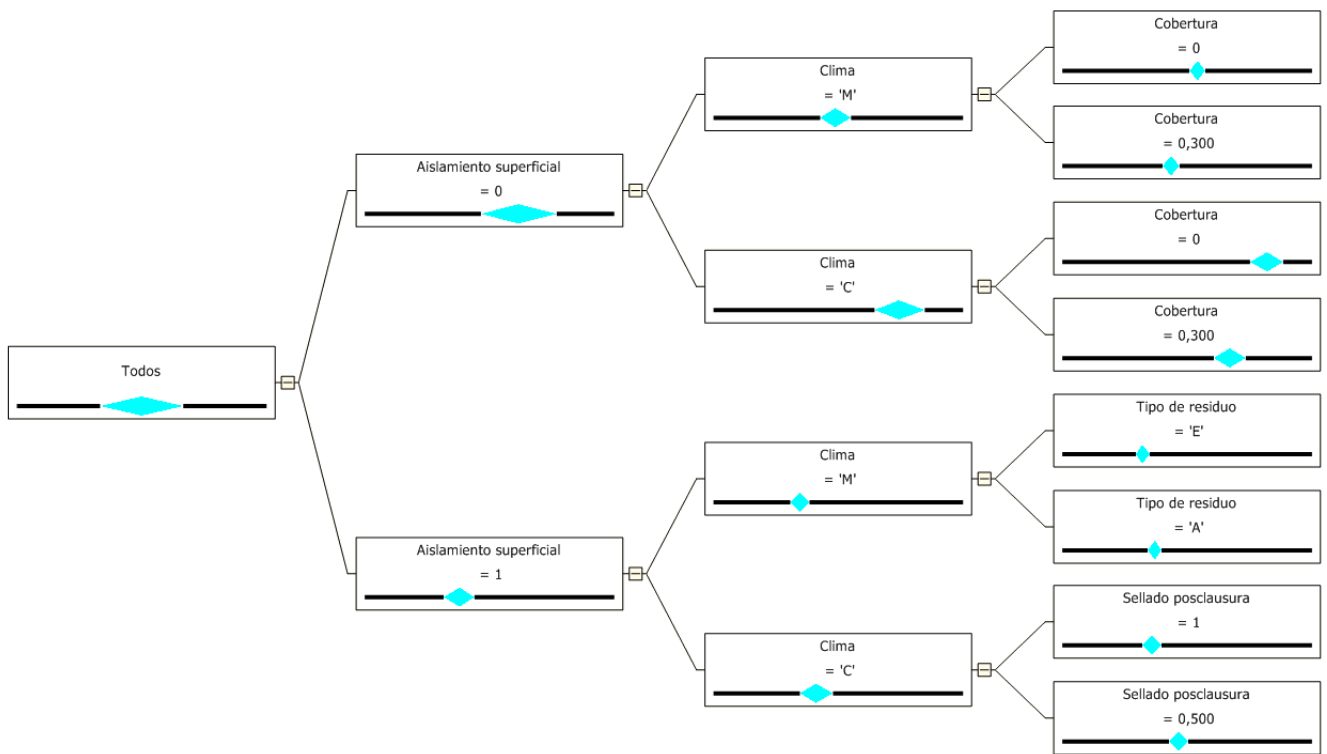 Todos
Aislamiento superficial
= 0
Clima
= 'M'
Cobertura
= 0
Cobertura
= 0,300
Clima
= 'C'
Cobertura
= 0
Cobertura
= 0,300
Aislamiento superficial
= 1
Clima
= 'M'
Tipo de residuo
= 'E'
Tipo de residuo
= 'A'
Clima
= 'C'
Sellado posclausura
= 1
Sellado posclausura
= 0,500